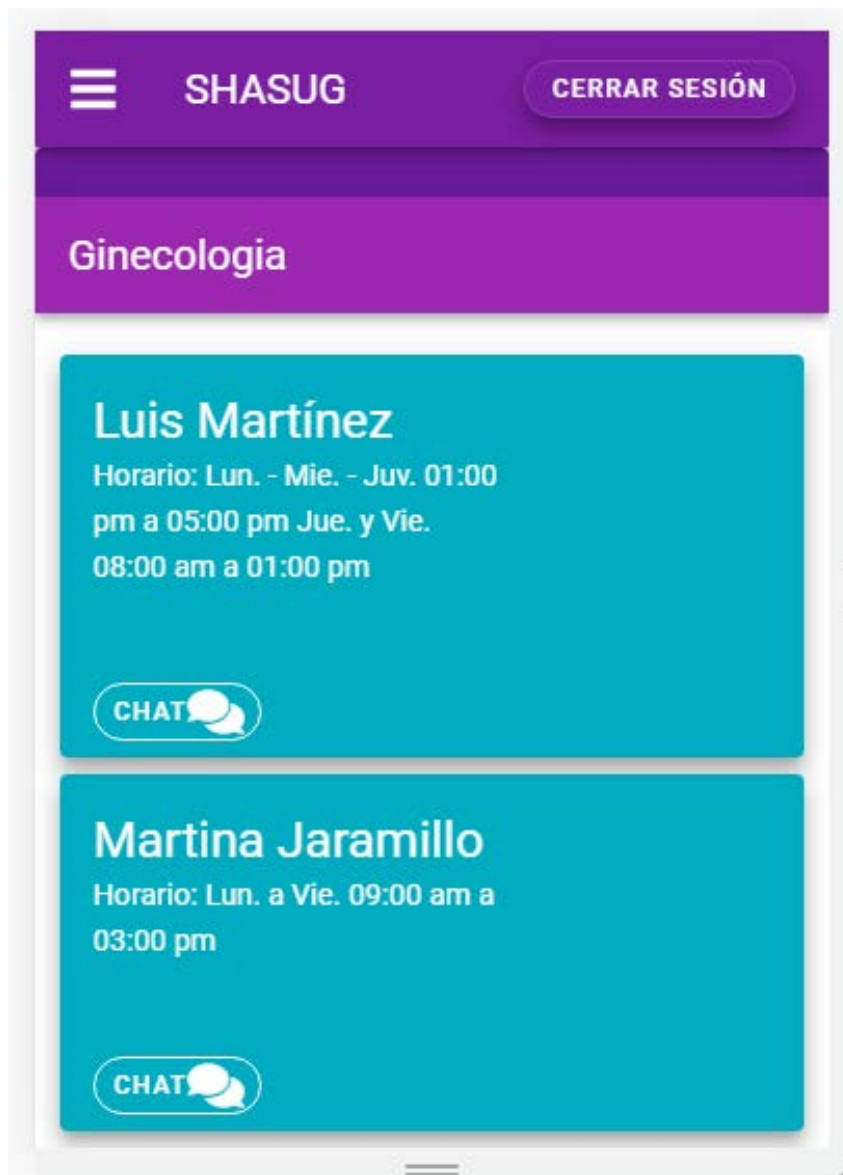 SHASUG
CERRAR SESIÓN
Ginecologia
Luis Martínez
Horario: Lun. - Mie. - Juv. 01:00
pm a 05:00 pm Jue. y Vie.
08:00 am a 01:00 pm
CHAT
Martina Jaramillo
Horario: Lun. a Vie. 09:00 am a
03:00 pm
CHAT